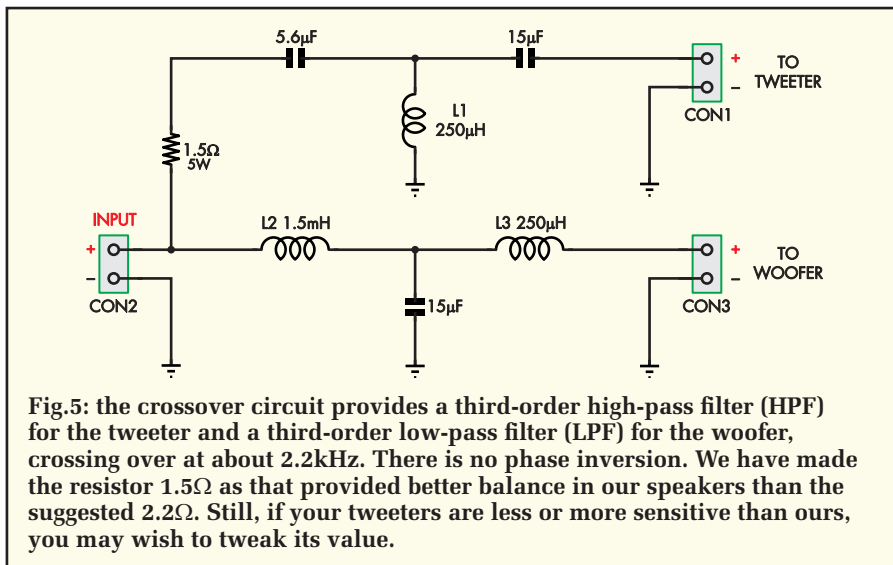 5.6µF
15µF
+
–
TO
TWEETER
CON1
L1
250µH
1.5Ω
5W
INPUT
+
–
CON2
L2 1.5mH
L3 250µH
15µF
+
–
TO
WOOFER
CON3
Fig.5: the crossover circuit provides a third-order high-pass filter (HPF)
for the tweeter and a third-order low-pass filter (LPF) for the woofer,
crossing over at about 2.2kHz. There is no phase inversion. We have made
the resistor 1.5Ω as that provided better balance in our speakers than the
suggested 2.2Ω. Still, if your tweeters are less or more sensitive than ours,
you may wish to tweak its value.